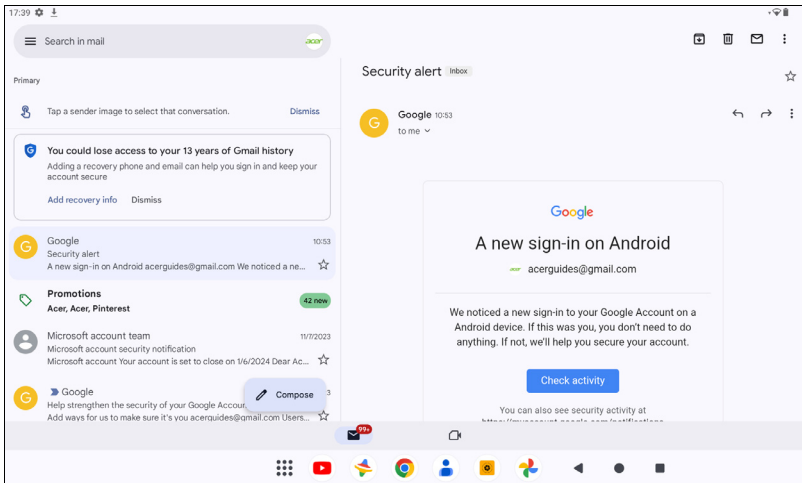 17:39
Search in mail
acer
Primary
Tap a sender image to select that conversation.
Dismiss
You could lose access to your 13 years of Gmail history
Adding a recovery phone and email can help you sign in and keep your
account secure
Add recovery info
Dismiss
G
Google
10:53
Security alert
A new sign-in on Android acerguides@gmail.com We noticed a ne...
Promotions
42 new
Acer, Acer, Pinterest
Microsoft account team
11/7/2023
Microsoft account security notification
Microsoft account Your account is set to close on 1/6/2024 Dear Ac...
G
Google
3
Help strengthen the security of your Google Accou
Add ways for us to make sure it's you acerguides@gmail.com Users...
Compose
Security alert
Inbox
G
Google 10:53
to me
Google
A new sign-in on Android
acer acerguides@gmail.com
We noticed a new sign-in to your Google Account on a
Android device. If this was you, you don't need to do
anything. If not, we'll help you secure your account.
Check activity
You can also see security activity at
https://myaccount.google.com/notifications
99+